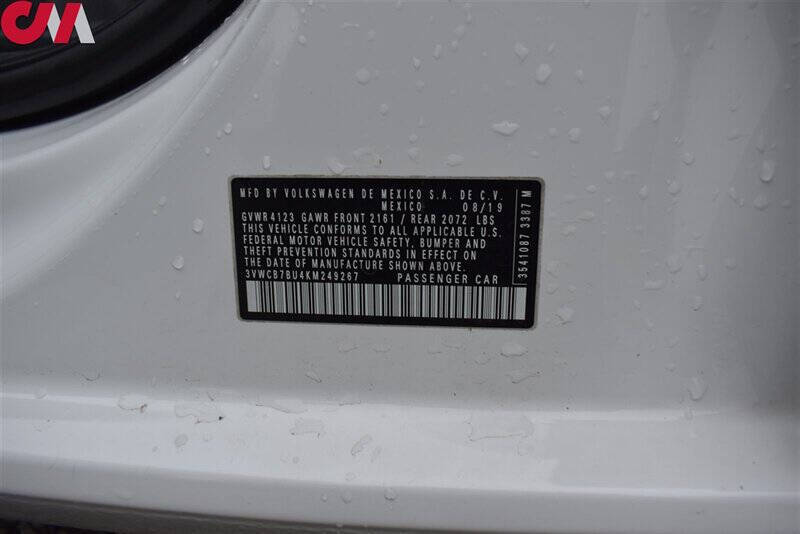 CM
MFD BY VOLKSWAGEN DE MEXICO S.A. DE C.V.
MEXICO 08/19
GVWR 4123 GAWR FRONT 2161 / REAR 2072 LBS
THIS VEHICLE CONFORMS TO ALL APPLICABLE U.S.
FEDERAL MOTOR VEHICLE SAFETY, BUMPER AND
THEFT PREVENTION STANDARDS IN EFFECT ON
THE DATE OF MANUFACTURE SHOWN ABOVE.
3VWCB7BU4KM249267 PASSENGER CAR
3541087 3387 M